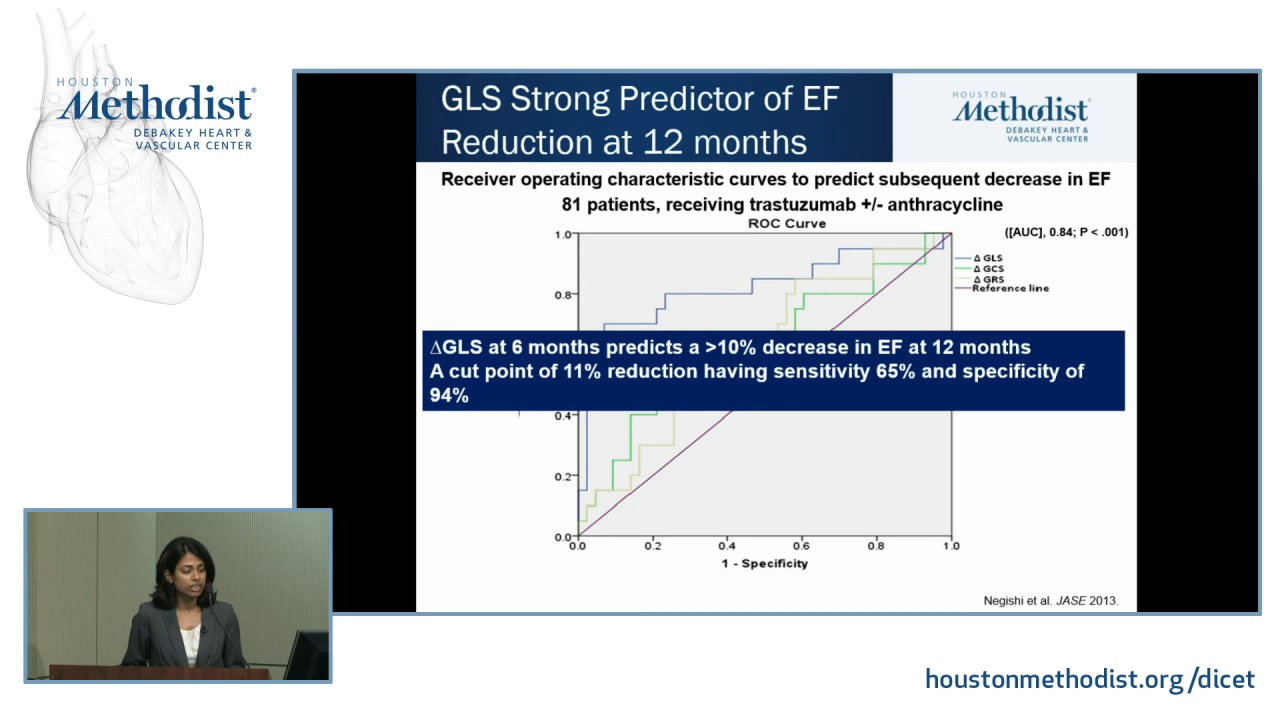 HOUSTON
Methodist®
DEBAKEY HEART &
VASCULAR CENTER
GLS Strong Predictor of EF
Reduction at 12 months
HOUSTON
Methodist®
DEBAKEY HEART &
VASCULAR CENTER
Receiver operating characteristic curves to predict subsequent decrease in EF
81 patients, receiving trastuzumab +/- anthracycline
ROC Curve
([AUC], 0.84; P < .001)
Δ GLS
Δ GCS
Δ GRS
Reference line
1.0
0.8
ΔGLS at 6 months predicts a >10% decrease in EF at 12 months
A cut point of 11% reduction having sensitivity 65% and specificity of
94%
0.4
0.2
0.0
0.0 0.2 0.4 0.6 0.8 1.0
1 - Specificity
Negishi et al. JASE 2013.
houstonmethodist.org/dicet